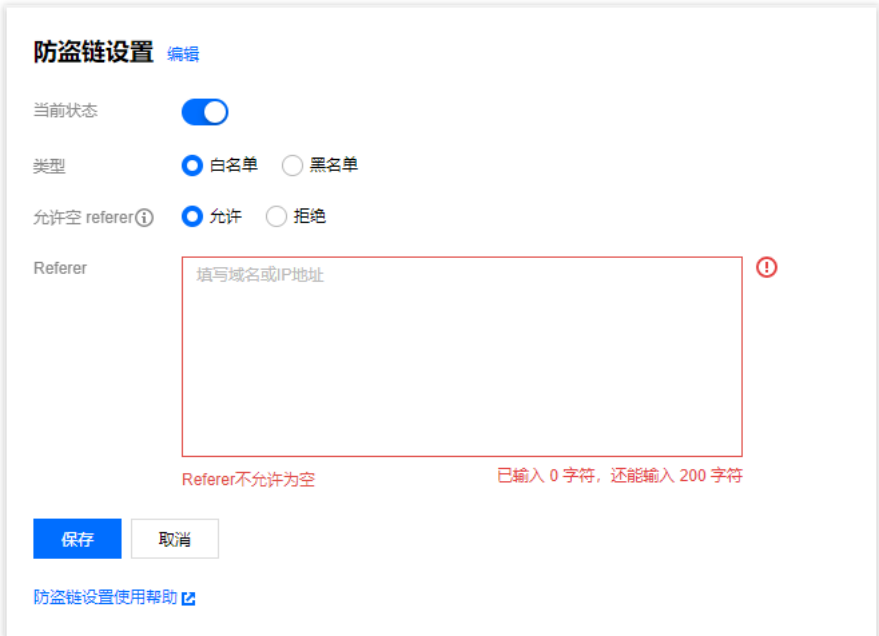 防盗链设置 编辑
当前状态
类型 白名单 黑名单
允许空 referer 允许 拒绝
Referer 填写域名或IP地址
Referer不允许为空 已输入 0 字符，还能输入 200 字符
保存 取消
防盗链设置使用帮助